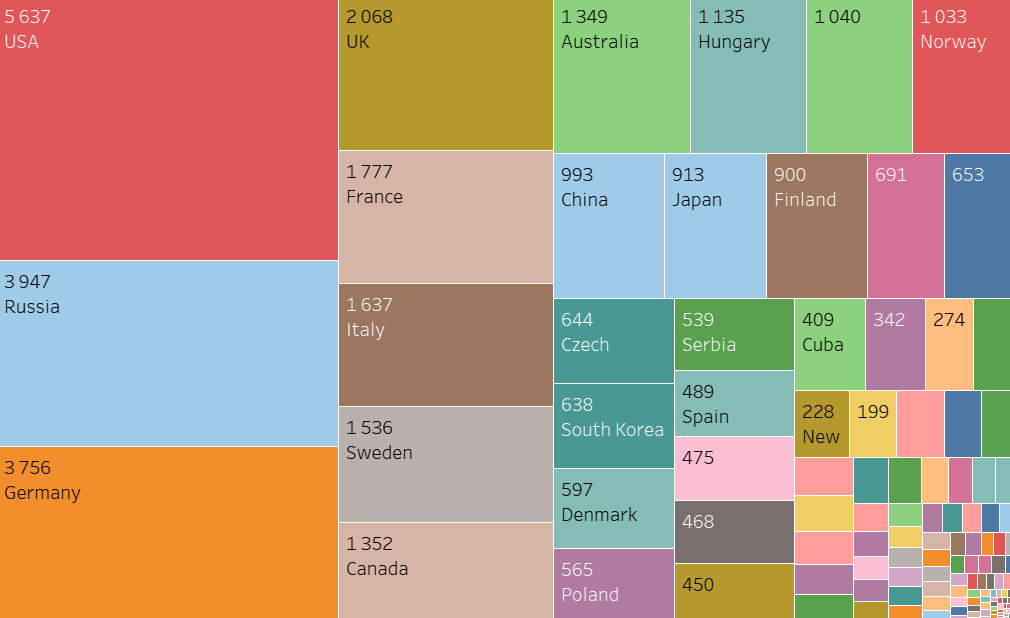 5 637
USA
3 947
Russia
3 756
Germany
2 068
UK
1 777
France
1 637
Italy
1 536
Sweden
1 352
Canada
1 349
Australia
1 135
Hungary
1 040
1 033
Norway
993
China
913
Japan
900
Finland
691
653
644
Czech
638
South Korea
597
Denmark
565
Poland
539
Serbia
489
Spain
475
468
450
409
Cuba
342
274
228
New
199